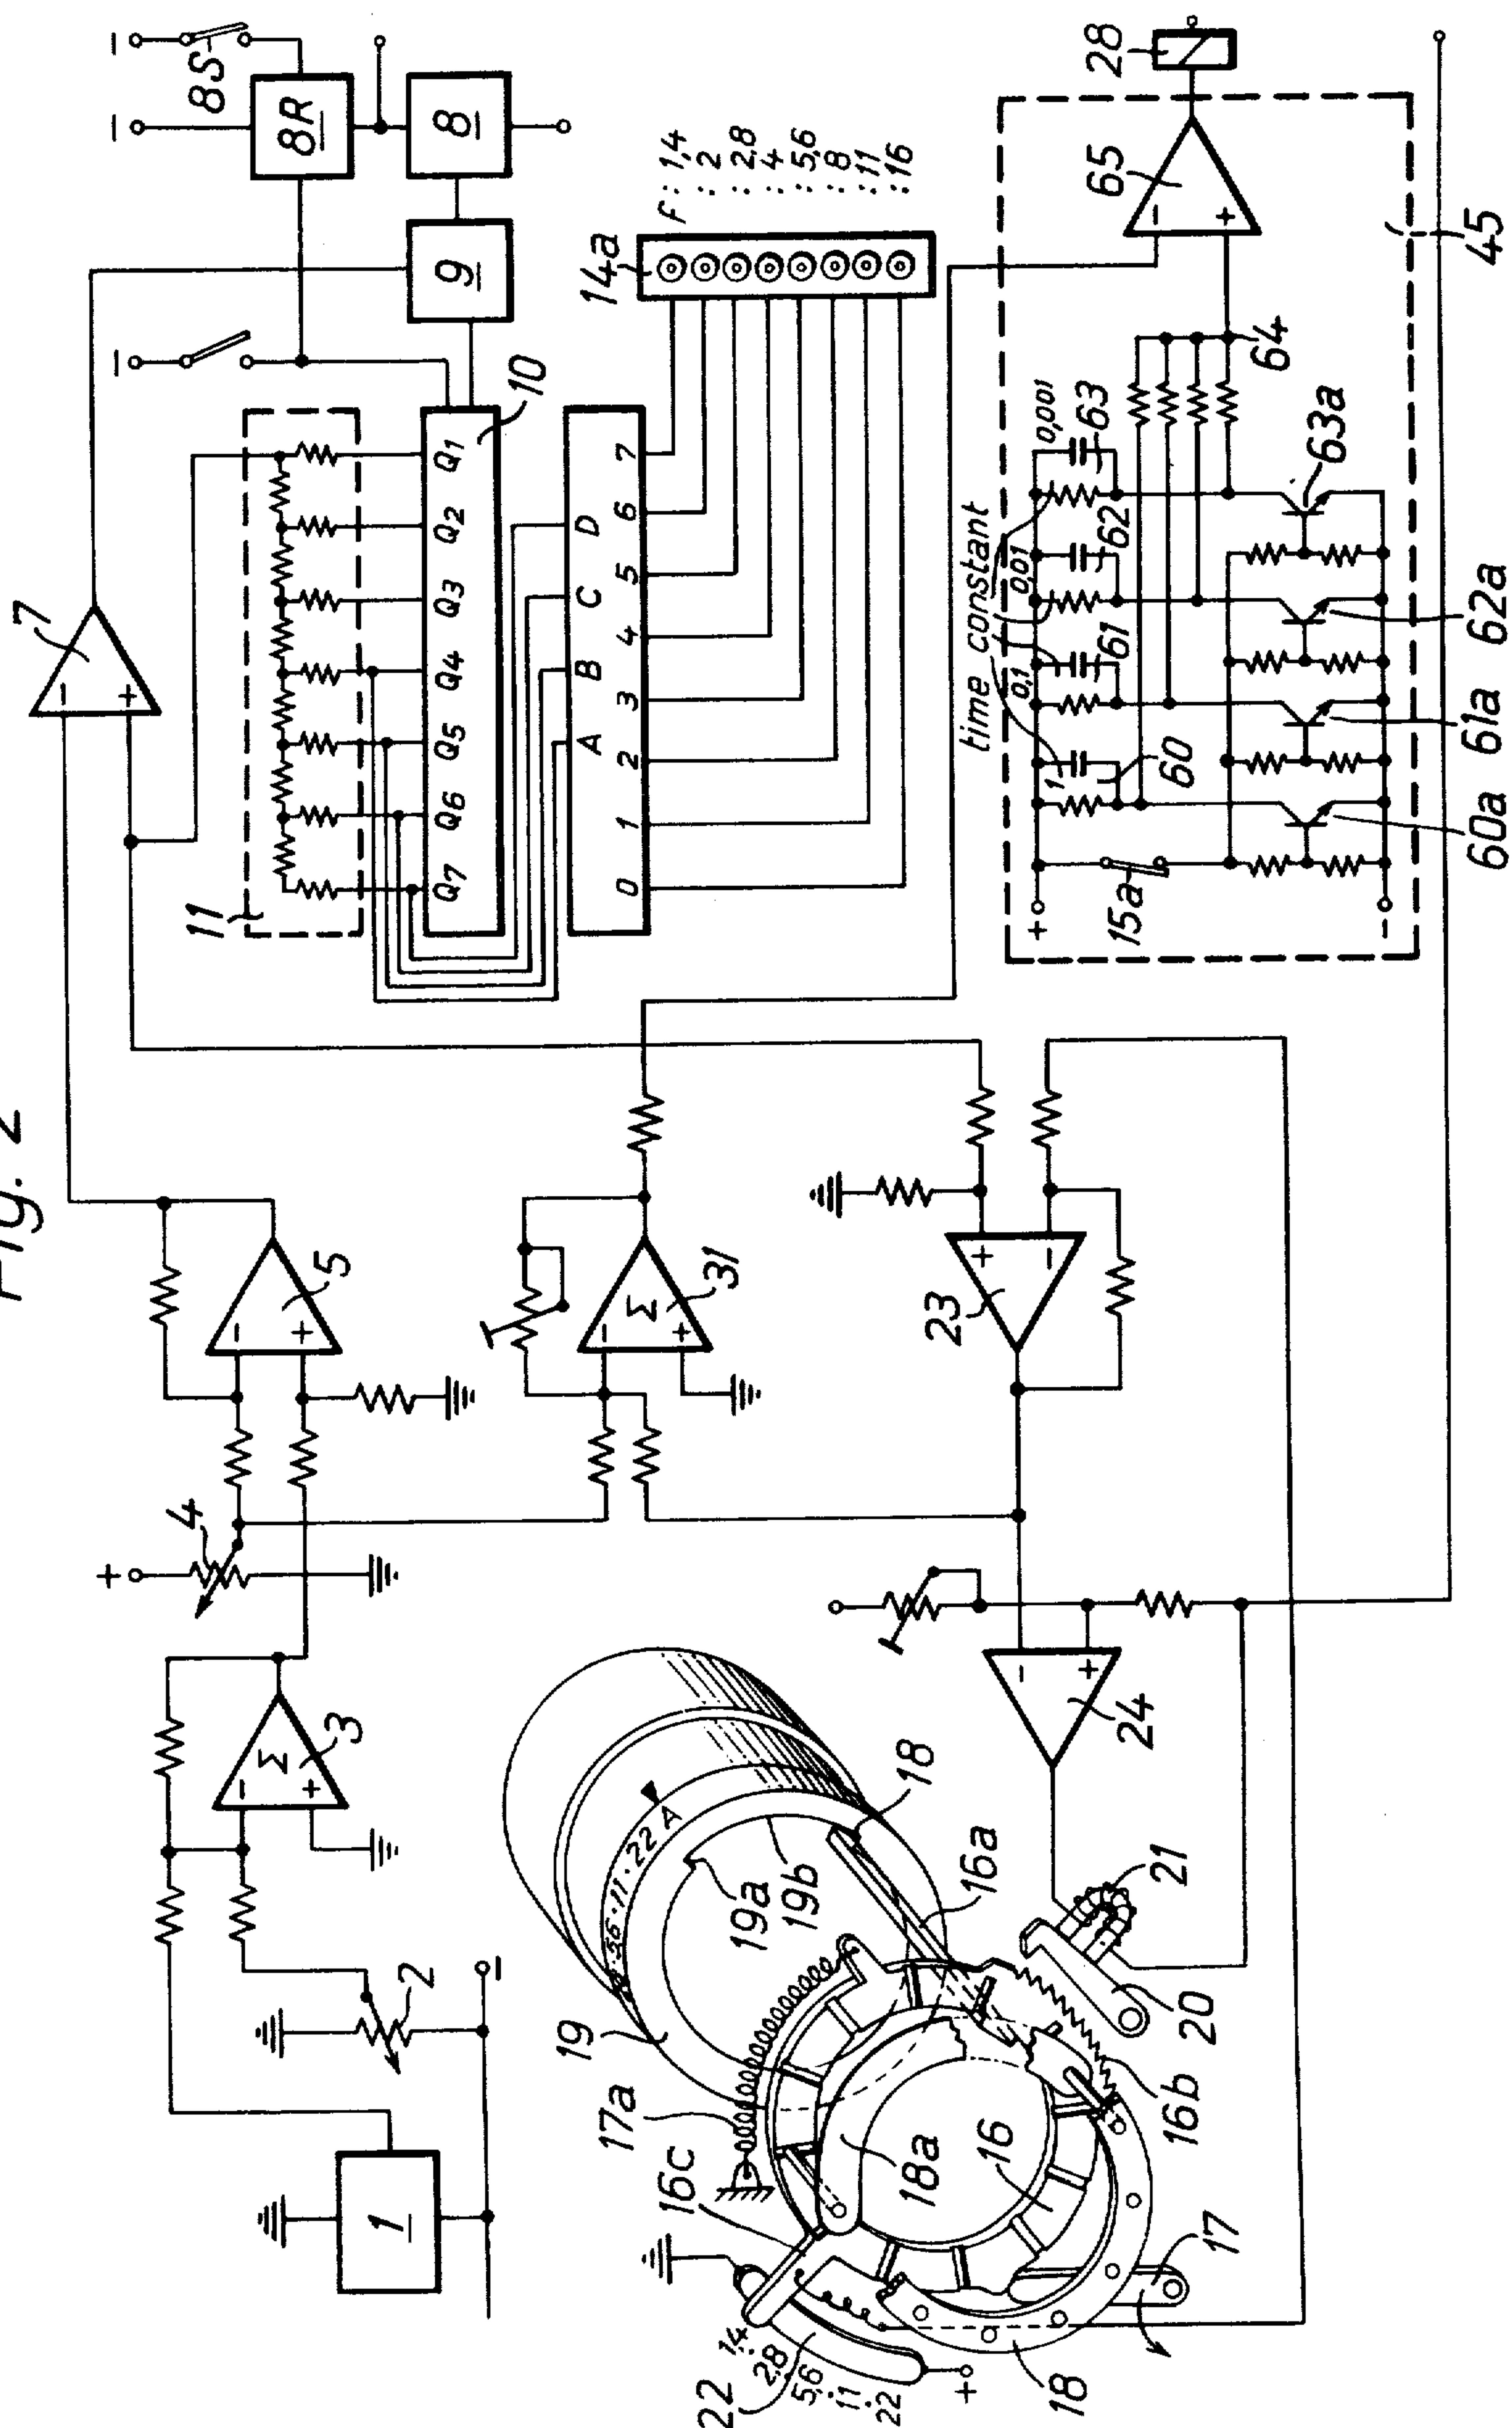 Fig. 2
1
2
3
Σ
−
+
4
+
5
−
+
7
−
+
8S
8R
8
9
10
11
Q7 Q6 Q5 Q4 Q3 Q2 Q1
A B C D
0 1 2 3 4 5 6 7
14a
F : 1,4
: 2
: 2,8
: 4
: 5,6
: 8
: 11
: 16
31
Σ
−
+
23
+
−
24
−
+
19
19a
19b
18
16a
·56·11·22 A
17a
16c
18a
16
16b
20
21
17
18
22
1,4
2,8
5,6
11
22
+
time constant
1
0,1
0,01
0,001
60
61
62
63
64
65
−
+
28
45
+
15a
−
60a
61a
62a
63a